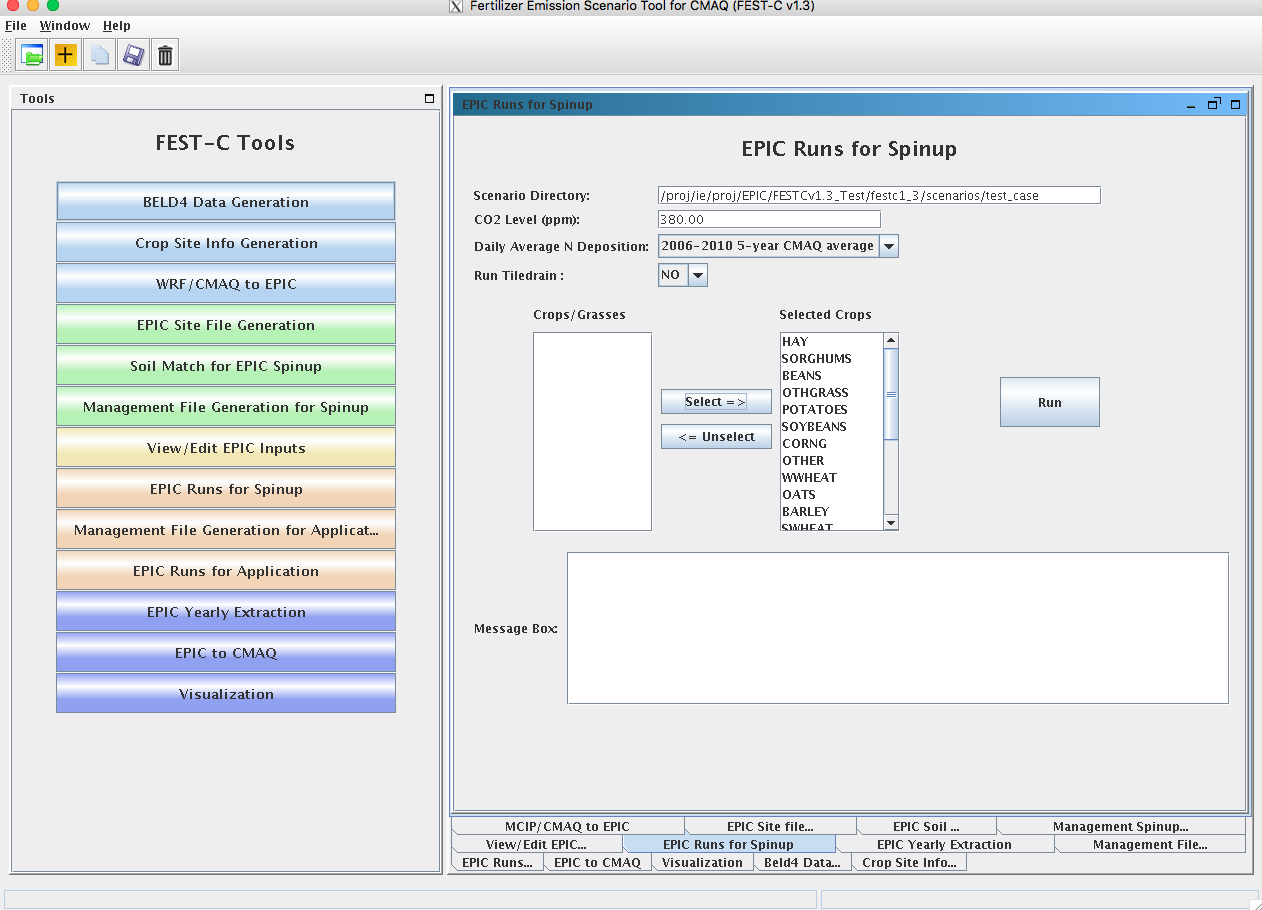 X Fertilizer Emission Scenario Tool for CMAQ (FEST-C v1.3)
File Window Help
Tools
FEST-C Tools
BELD4 Data Generation
Crop Site Info Generation
WRF/CMAQ to EPIC
EPIC Site File Generation
Soil Match for EPIC Spinup
Management File Generation for Spinup
View/Edit EPIC Inputs
EPIC Runs for Spinup
Management File Generation for Applicat...
EPIC Runs for Application
EPIC Yearly Extraction
EPIC to CMAQ
Visualization
EPIC Runs for Spinup
EPIC Runs for Spinup
Scenario Directory: /proj/ie/proj/EPIC/FESTCv1.3_Test/festc1_3/scenarios/test_case
CO2 Level (ppm): 380.00
Daily Average N Deposition: 2006-2010 5-year CMAQ average
Run Tiledrain : NO
Crops/Grasses
Select =>
<= Unselect
Selected Crops
HAY
SORGHUMS
BEANS
OTHGRASS
POTATOES
SOYBEANS
CORNG
OTHER
WWHEAT
OATS
BARLEY
SWHEAT
Run
Message Box:
MCIP/CMAQ to EPIC EPIC Site file... EPIC Soil ... Management Spinup...
View/Edit EPIC... EPIC Runs for Spinup EPIC Yearly Extraction Management File...
EPIC Runs... EPIC to CMAQ Visualization Beld4 Data... Crop Site Info...